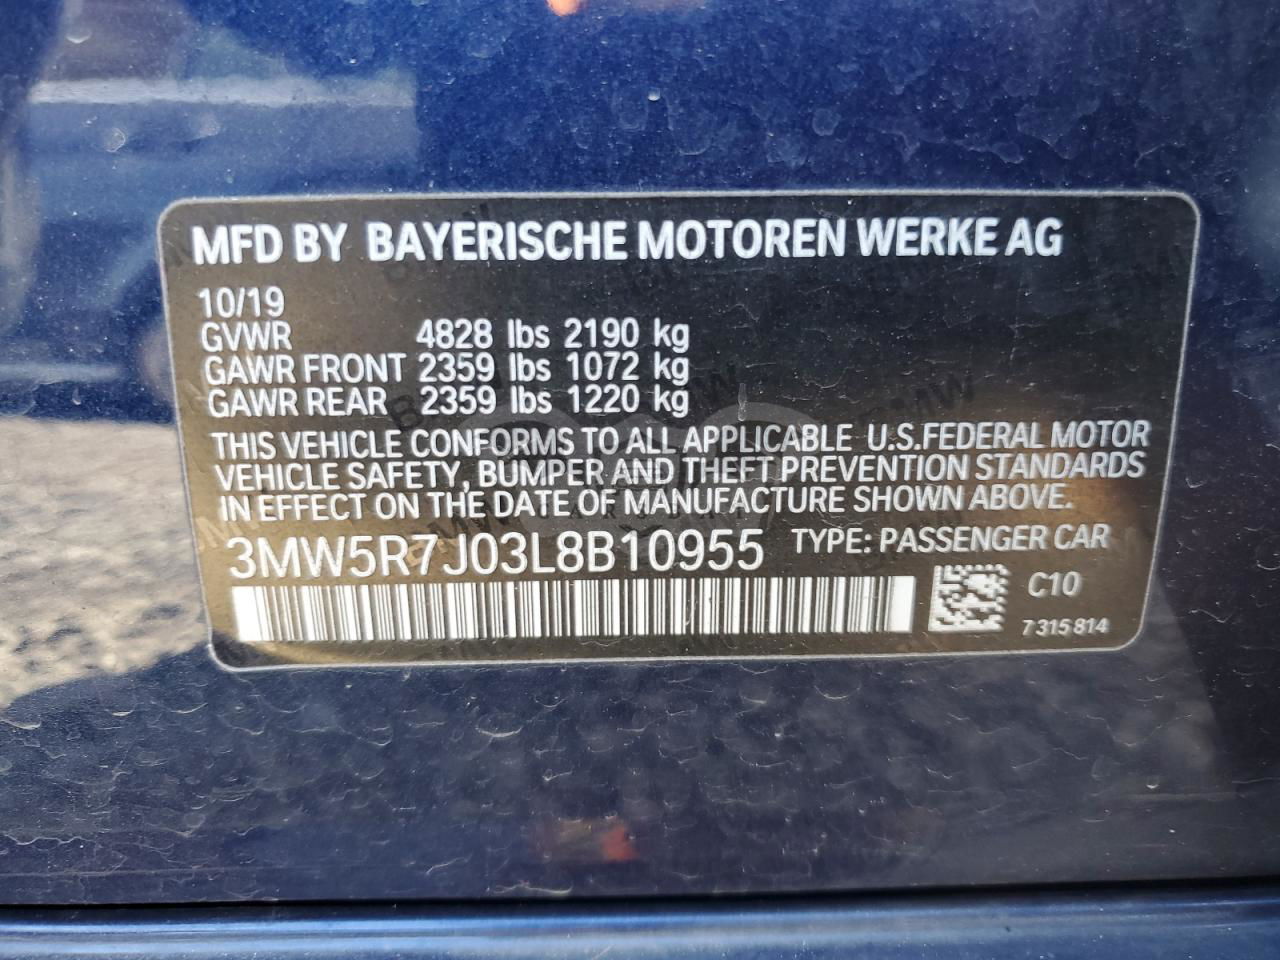 MFD BY BAYERISCHE MOTOREN WERKE AG
10/19
GVWR 4828 lbs 2190 kg
GAWR FRONT 2359 lbs 1072 kg
GAWR REAR 2359 lbs 1220 kg
THIS VEHICLE CONFORMS TO ALL APPLICABLE U.S.FEDERAL MOTOR
VEHICLE SAFETY, BUMPER AND THEFT PREVENTION STANDARDS
IN EFFECT ON THE DATE OF MANUFACTURE SHOWN ABOVE.
3MW5R7J03L8B10955 TYPE: PASSENGER CAR
C10
7 315 814